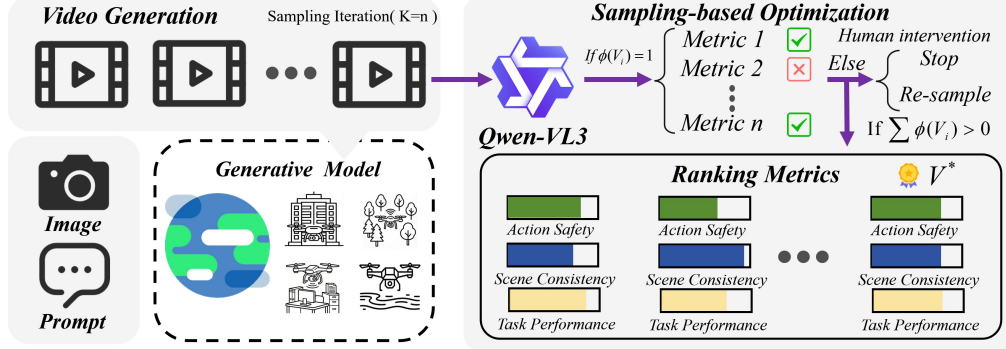 Video Generation
Sampling Iteration( K=n )
Image
Prompt
Generative Model
Sampling-based Optimization
Qwen-VL3
If ϕ(V_i)=1
Metric 1
Metric 2
Metric n
Else
Human intervention
Stop
Re-sample
If ∑ ϕ(V_i) > 0
Ranking Metrics
V*
Action Safety
Scene Consistency
Task Performance
Action Safety
Scene Consistency
Task Performance
Action Safety
Scene Consistency
Task Performance